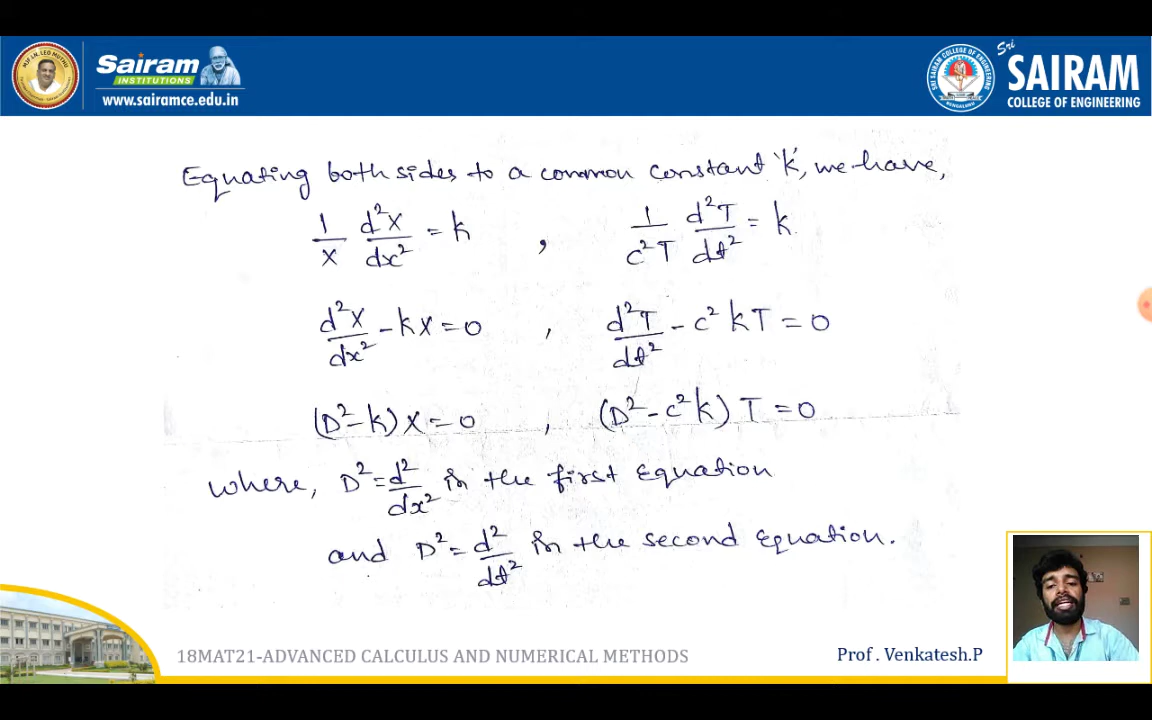 Sairam
INSTITUTIONS
www.sairamce.edu.in
Sri
SAIRAM
COLLEGE OF ENGINEERING
Equating both sides to a common constant 'k', we have,
1/X d²X/dx² = k , 1/c²T d²T/dt² = k
d²X/dx² - kX = 0 , d²T/dt² - c² kT = 0
(D² - k) X = 0 , (D² - c²k) T = 0
where, D² = d²/dx² in the first Equation
and D² = d²/dt² in the second Equation.
18MAT21-ADVANCED CALCULUS AND NUMERICAL METHODS
Prof . Venkatesh.P